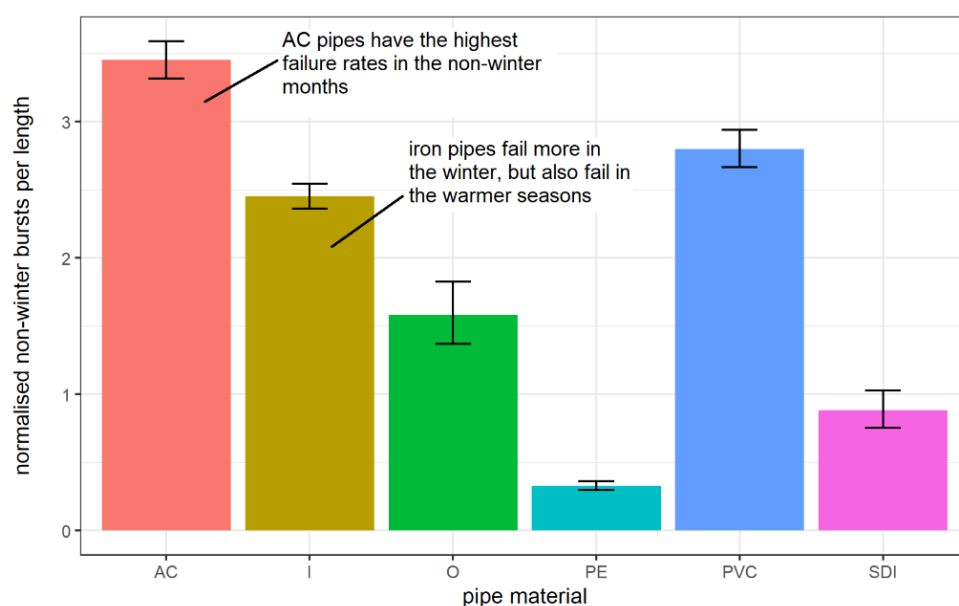 AC pipes have the highest
failure rates in the non-winter
months
iron pipes fail more in
the winter, but also fail in
the warmer seasons
normalised non-winter bursts per length
3
2
1
0
AC I O PE PVC SDI
pipe material